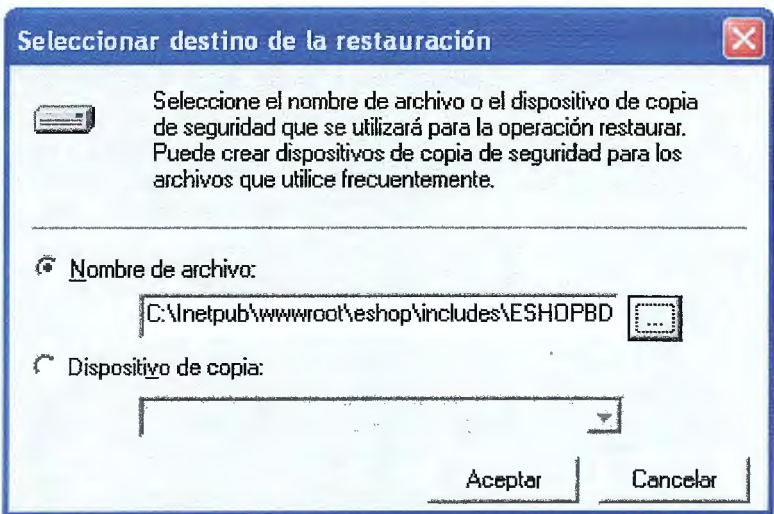 Seleccionar destino de la restauración
Seleccione el nombre de archivo o el dispositivo de copia
de seguridad que se utilizará para la operación restaurar.
Puede crear dispositivos de copia de seguridad para los
archivos que utilice frecuentemente.
Nombre de archivo:
C:\Inetpub\wwwroot\eshop\includes\ESHOPBD
...
Dispositivo de copia:
Aceptar
Cancelar